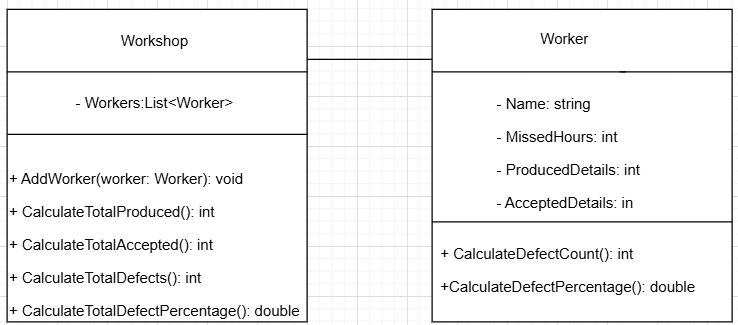 Workshop
- Workers:List<Worker>
+ AddWorker(worker: Worker): void
+ CalculateTotalProduced(): int
+ CalculateTotalAccepted(): int
+ CalculateTotalDefects(): int
+ CalculateTotalDefectPercentage(): double
Worker
- Name: string
- MissedHours: int
- ProducedDetails: int
- AcceptedDetails: in
+ CalculateDefectCount(): int
+CalculateDefectPercentage(): double